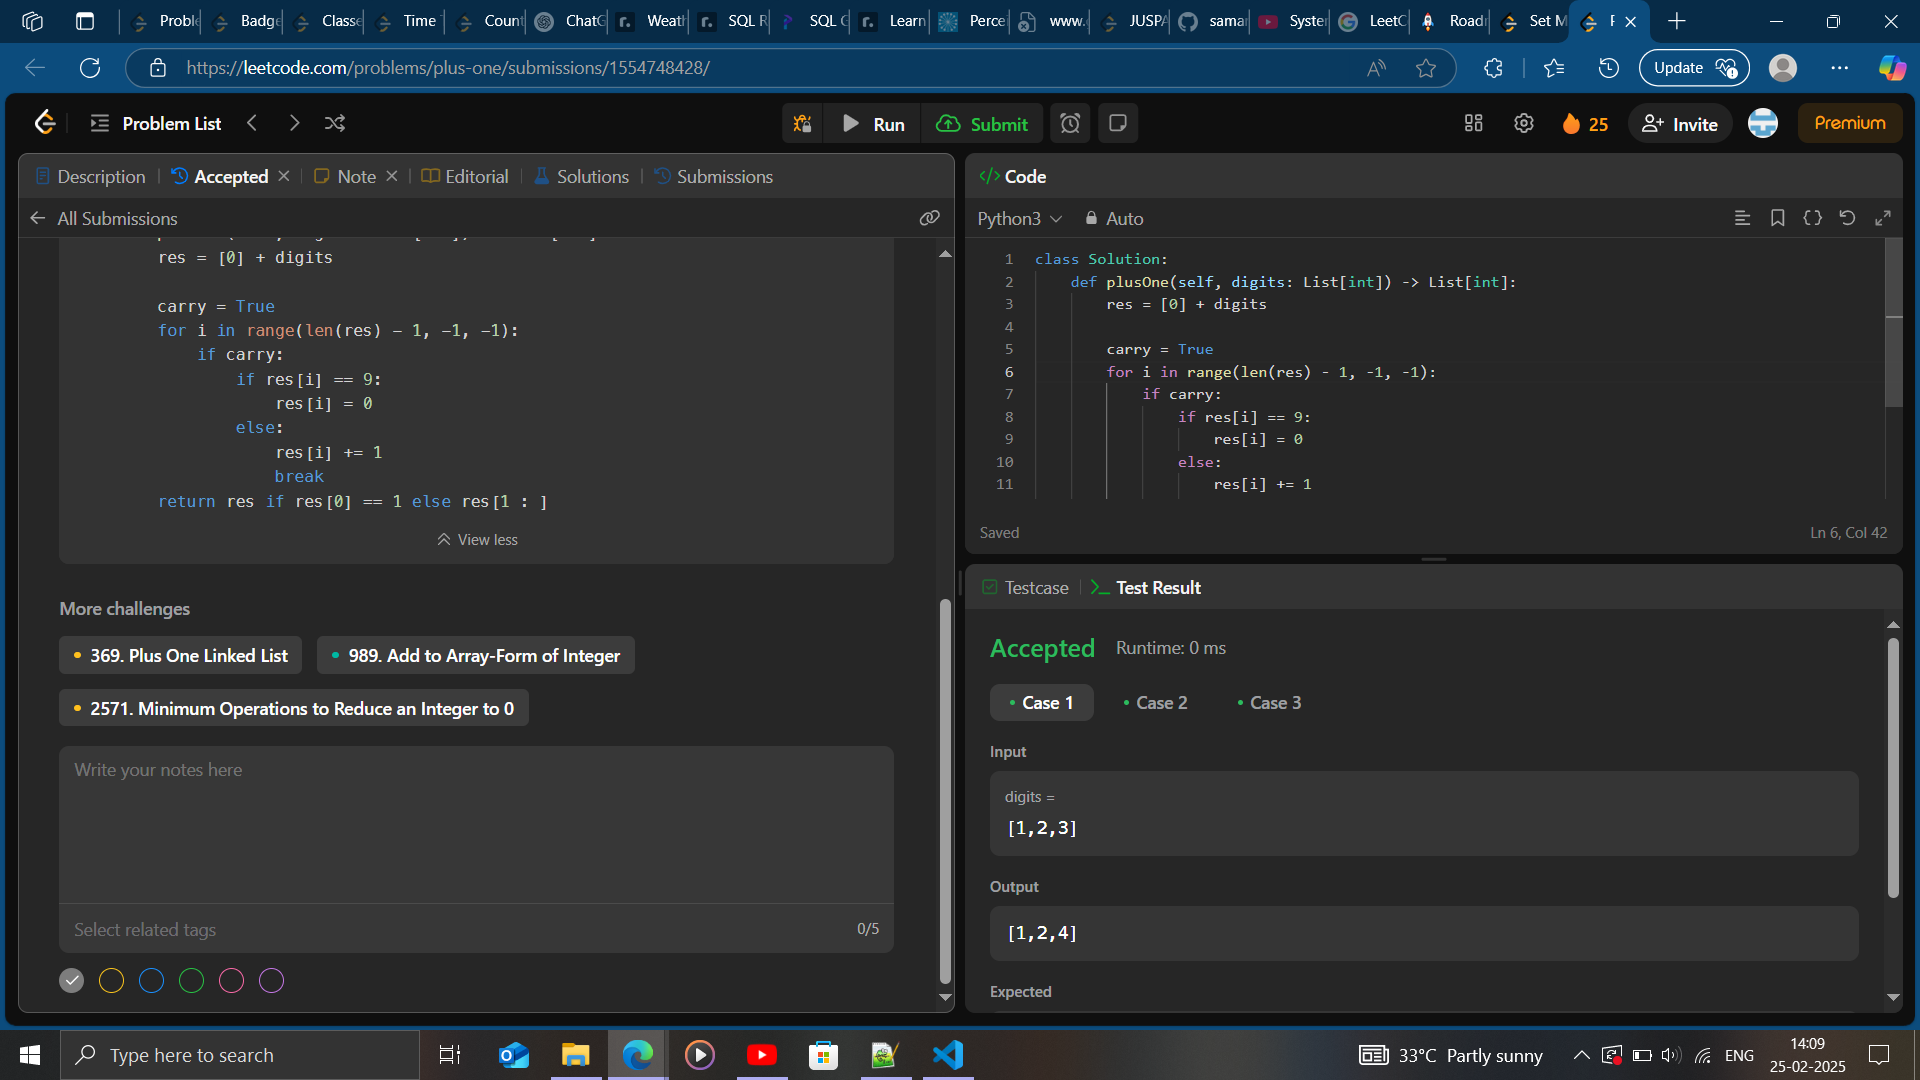 Proble
Badge
Classe
Time T
Count
ChatG
Weath
SQL R
SQL C
Learn
Perce
www.
JUSPA
samar
Syster
LeetC
Roadr
Set M
https://leetcode.com/problems/plus-one/submissions/1554748428/
Update
Problem List
Run
Submit
25
Invite
Premium
Description
Accepted
Note
Editorial
Solutions
Submissions
All Submissions
res = [0] + digits
carry = True
for i in range(len(res) - 1, -1, -1):
if carry:
if res[i] == 9:
res[i] = 0
else:
res[i] += 1
break
return res if res[0] == 1 else res[1 : ]
View less
More challenges
369. Plus One Linked List
989. Add to Array-Form of Integer
2571. Minimum Operations to Reduce an Integer to 0
Write your notes here
Select related tags
0/5
</> Code
Python3
Auto
1 class Solution:
2 def plusOne(self, digits: List[int]) -> List[int]:
3 res = [0] + digits
4
5 carry = True
6 for i in range(len(res) - 1, -1, -1):
7 if carry:
8 if res[i] == 9:
9 res[i] = 0
10 else:
11 res[i] += 1
Saved
Ln 6, Col 42
Testcase
Test Result
Accepted
Runtime: 0 ms
Case 1
Case 2
Case 3
Input
digits =
[1,2,3]
Output
[1,2,4]
Expected
Type here to search
33°C Partly sunny
ENG
14:09
25-02-2025